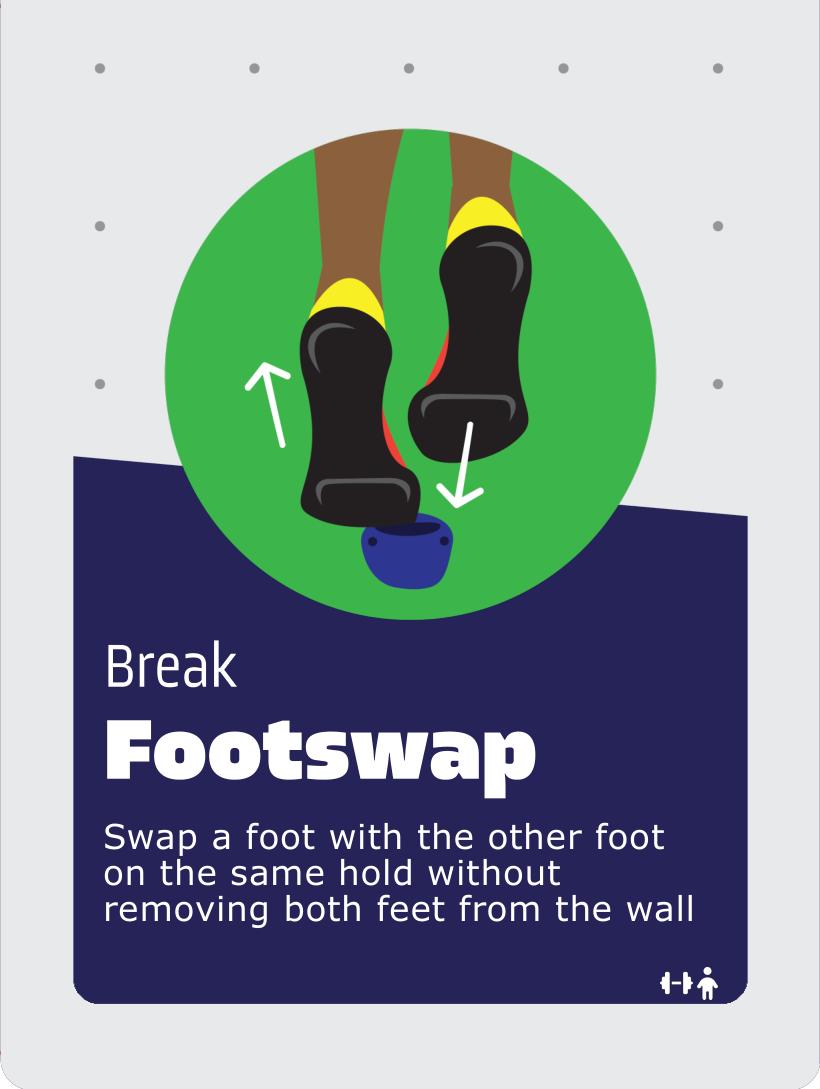 Break
Footswap
Swap a foot with the other foot
on the same hold without
removing both feet from the wall